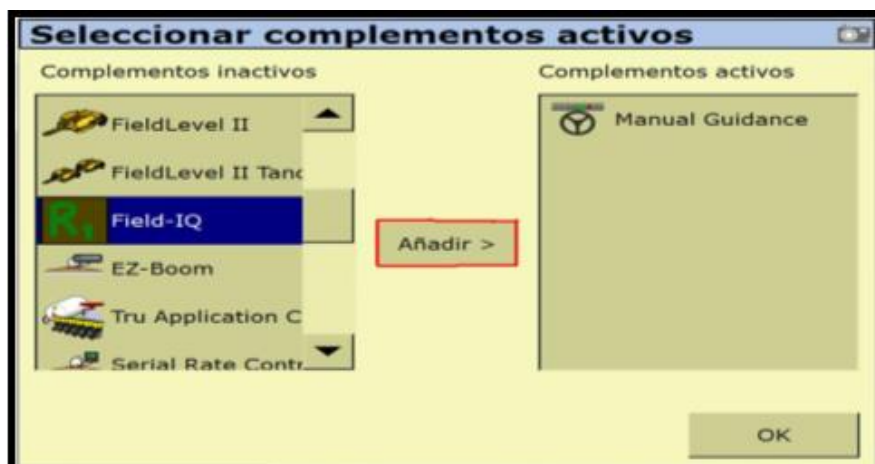 Seleccionar complementos activos
Complementos inactivos
Complementos activos
FieldLevel II
FieldLevel II Tand
Field-IQ
EZ-Boom
Tru Application C
Serial Rate Contr
Añadir >
Manual Guidance
OK